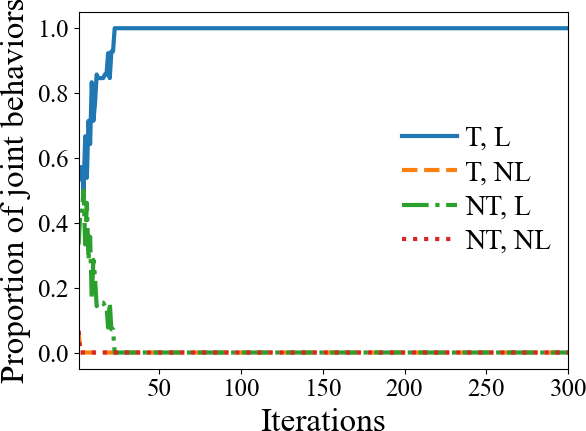 Proportion of joint behaviors
1.0
0.8
0.6
0.4
0.2
0.0
T, L
T, NL
NT, L
NT, NL
50 100 150 200 250 300
Iterations